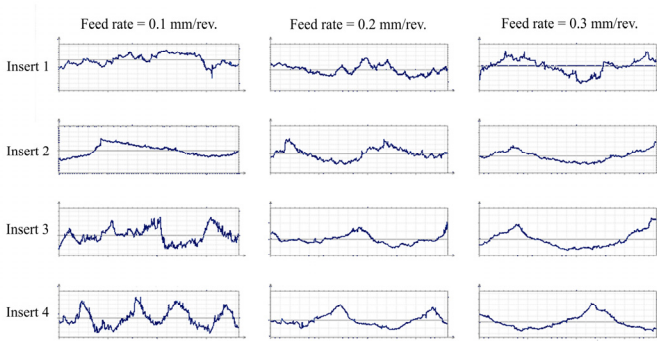 Feed rate = 0.1 mm/rev. Feed rate = 0.2 mm/rev. Feed rate = 0.3 mm/rev.
Insert 1
Insert 2
Insert 3
Insert 4